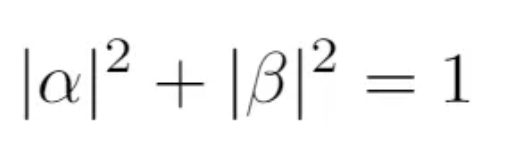 |α|² + |β|² = 1